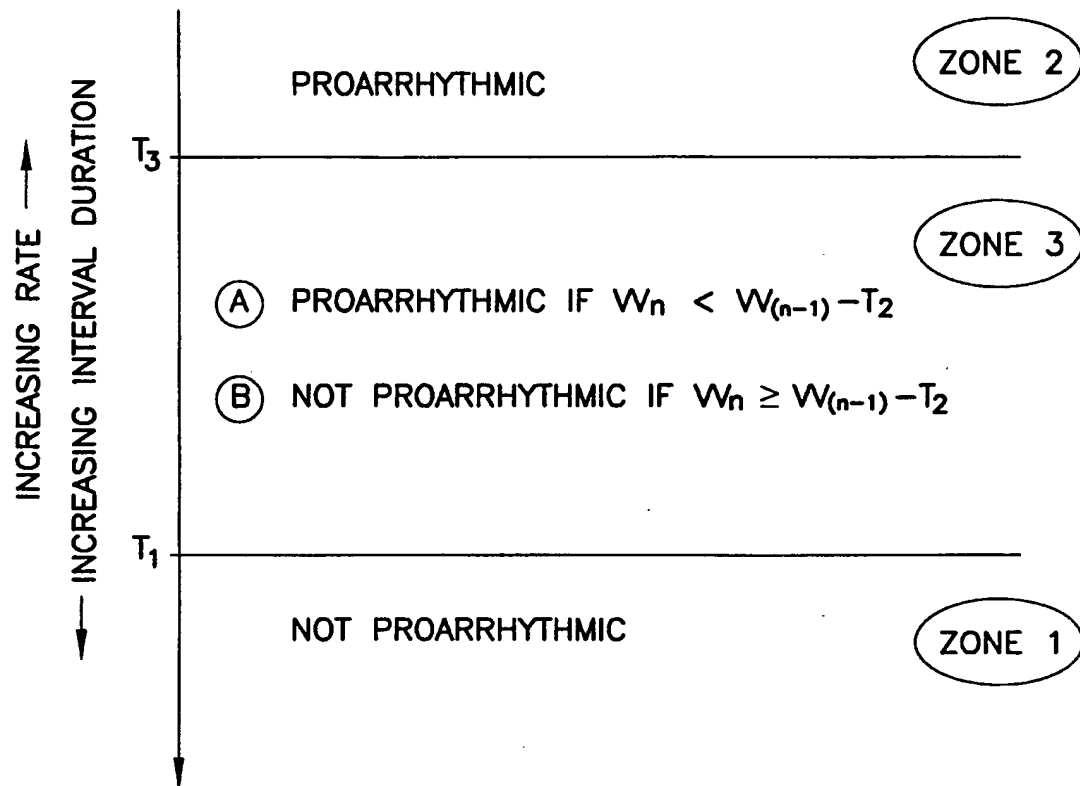 PROARRHYTHMIC
ZONE 2
T3
ZONE 3
A PROARRHYTHMIC IF Wn < W(n-1)-T2
B NOT PROARRHYTHMIC IF Wn ≥ W(n-1)-T2
T1
NOT PROARRHYTHMIC
ZONE 1
INCREASING RATE
INCREASING INTERVAL DURATION